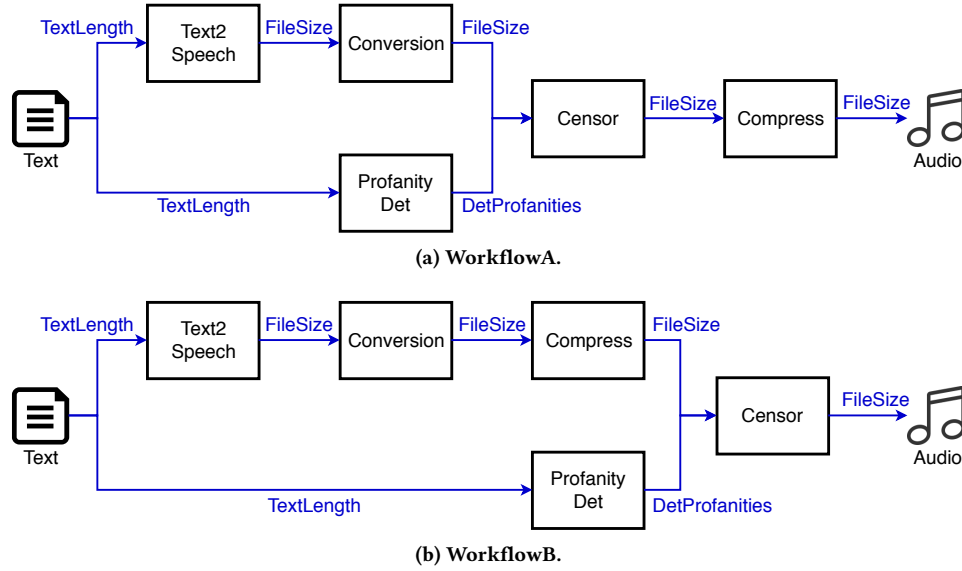 TextLength
Text2
Speech
FileSize
Conversion
FileSize
Text
Censor
FileSize
Compress
FileSize
Audio
TextLength
Profanity
Det
DetProfanities
(a) WorkflowA.
TextLength
Text2
Speech
FileSize
Conversion
FileSize
Compress
FileSize
Text
Censor
FileSize
Audio
TextLength
Profanity
Det
DetProfanities
(b) WorkflowB.